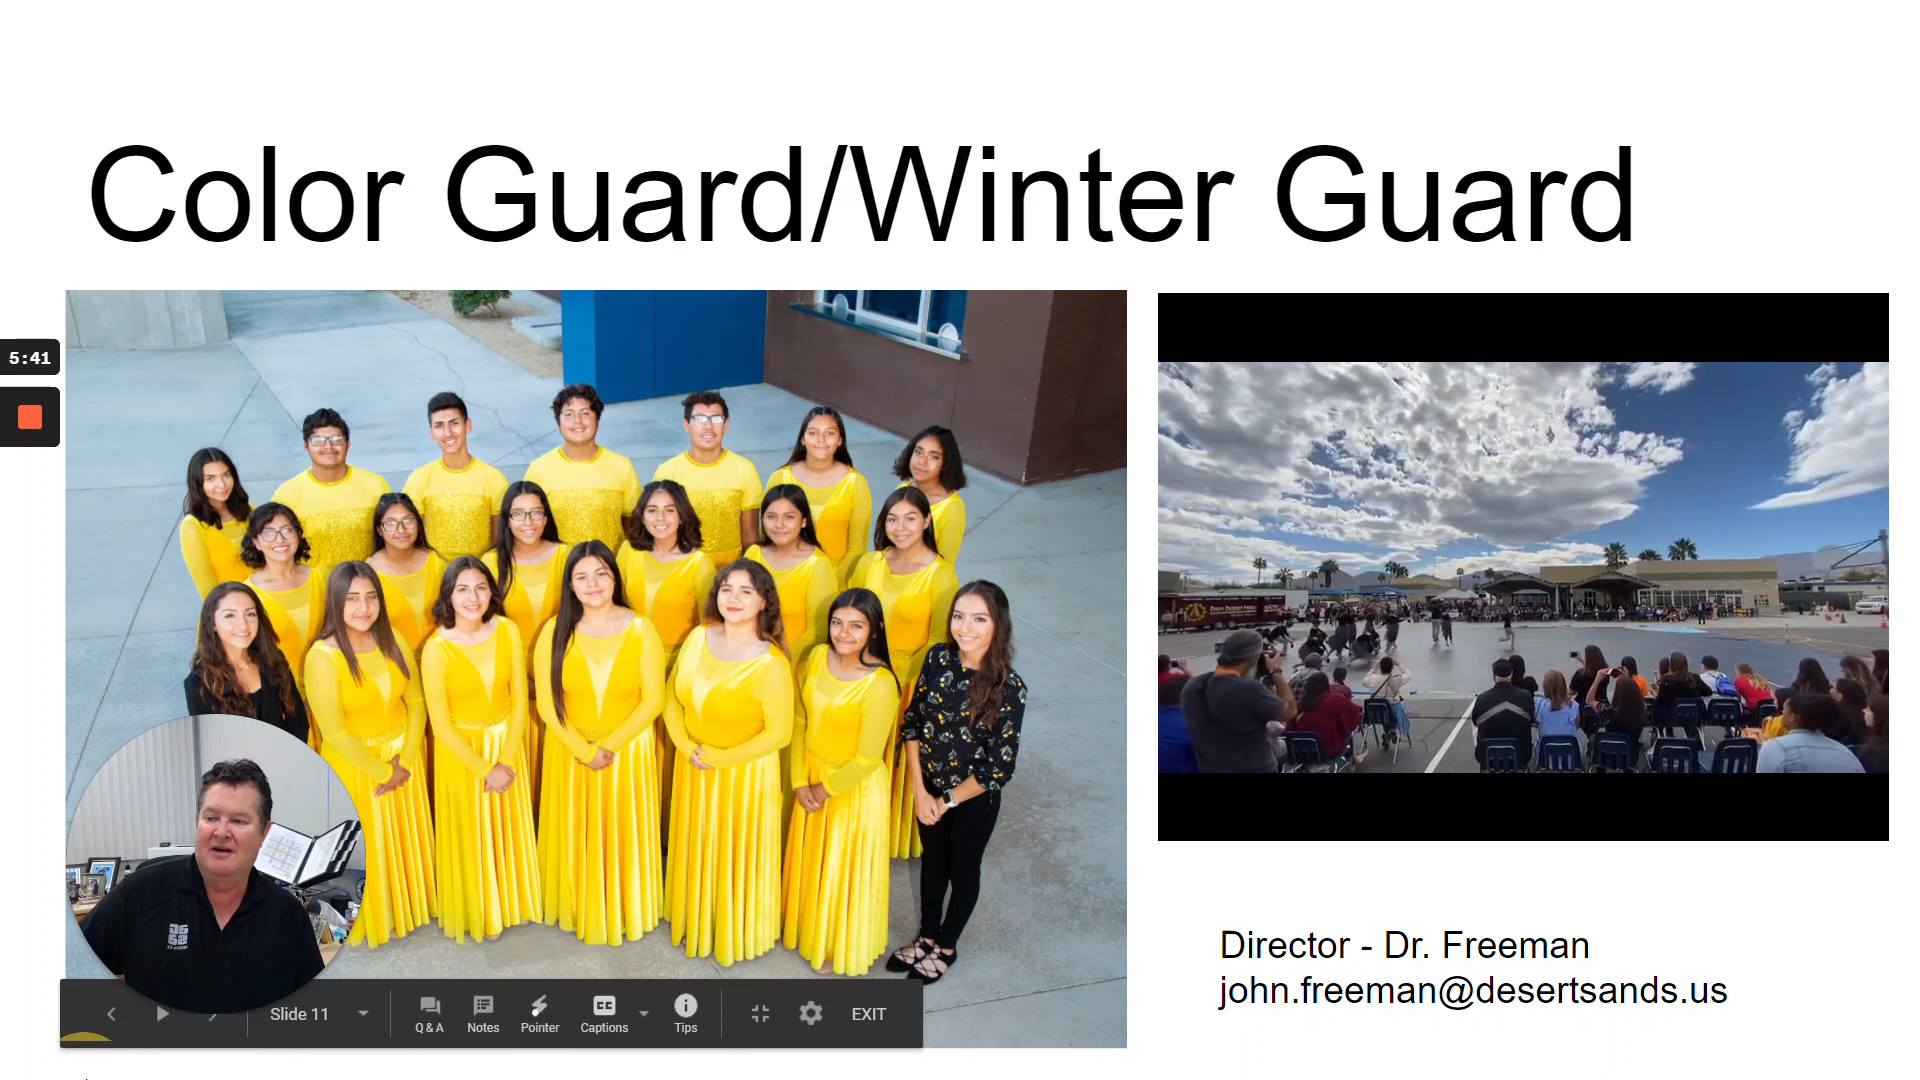 Color Guard/Winter Guard
5:41
Director - Dr. Freeman
john.freeman@desertsands.us
Slide 11
Q & A
Notes
Pointer
CC
Captions
Tips
EXIT